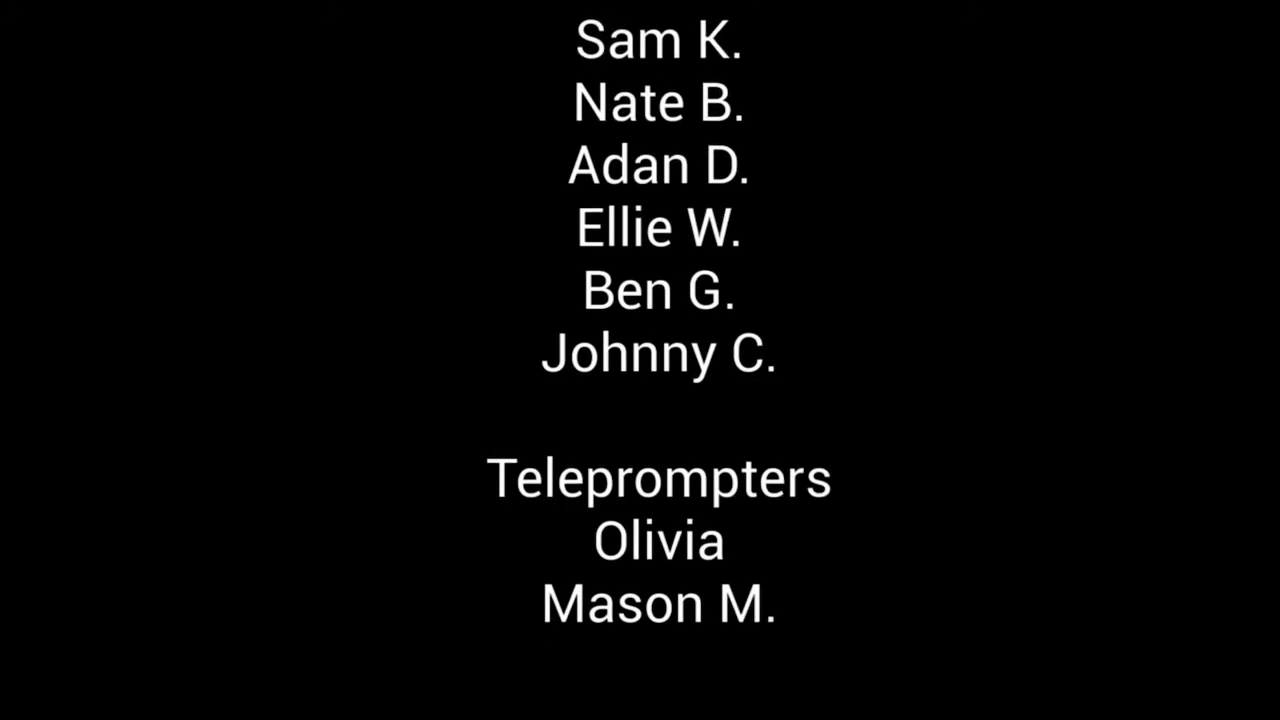 Sam K.
Nate B.
Adan D.
Ellie W.
Ben G.
Johnny C.
Teleprompters
Olivia
Mason M.